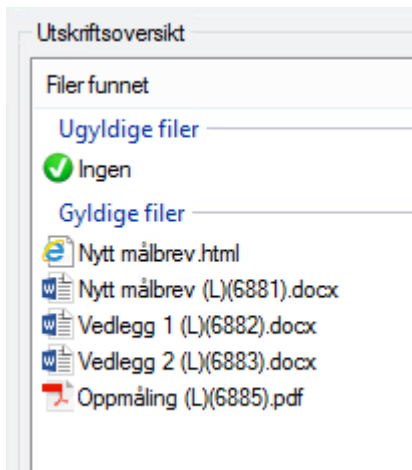 Utskriftsoversikt
Filer funnet
Ugyldige filer
Ingen
Gyldige filer
Nytt målbrev.html
Nytt målbrev (L)(6881).docx
Vedlegg 1 (L)(6882).docx
Vedlegg 2 (L)(6883).docx
Oppmåling (L)(6885).pdf